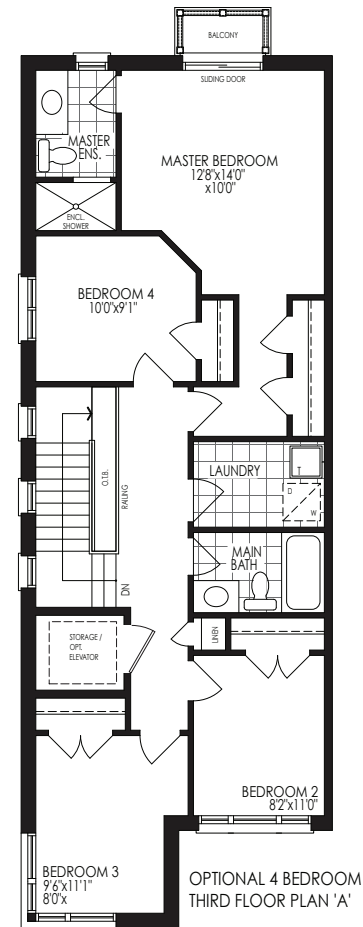 BALCONY
SLIDING DOOR
MASTER
ENS.
MASTER BEDROOM
12'8"x14'0"
x10'0"
ENCL.
SHOWER
BEDROOM 4
10'0"x9'1"
O.T.B.
RAILING
LAUNDRY
T
D
W
MAIN
BATH
DN
LINEN
STORAGE /
OPT.
ELEVATOR
BEDROOM 2
8'2"x11'0"
BEDROOM 3
9'6"x11'1"
8'0"x
OPTIONAL 4 BEDROOM
THIRD FLOOR PLAN 'A'